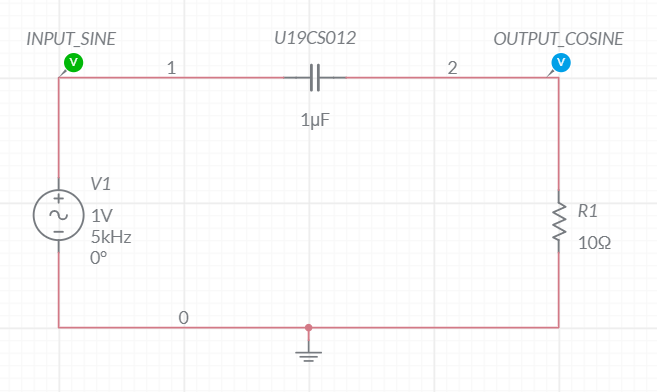 INPUT_SINE
U19CS012
OUTPUT_COSINE
V
V
1
2
1µF
V1
1V
5kHz
0°
R1
10Ω
0